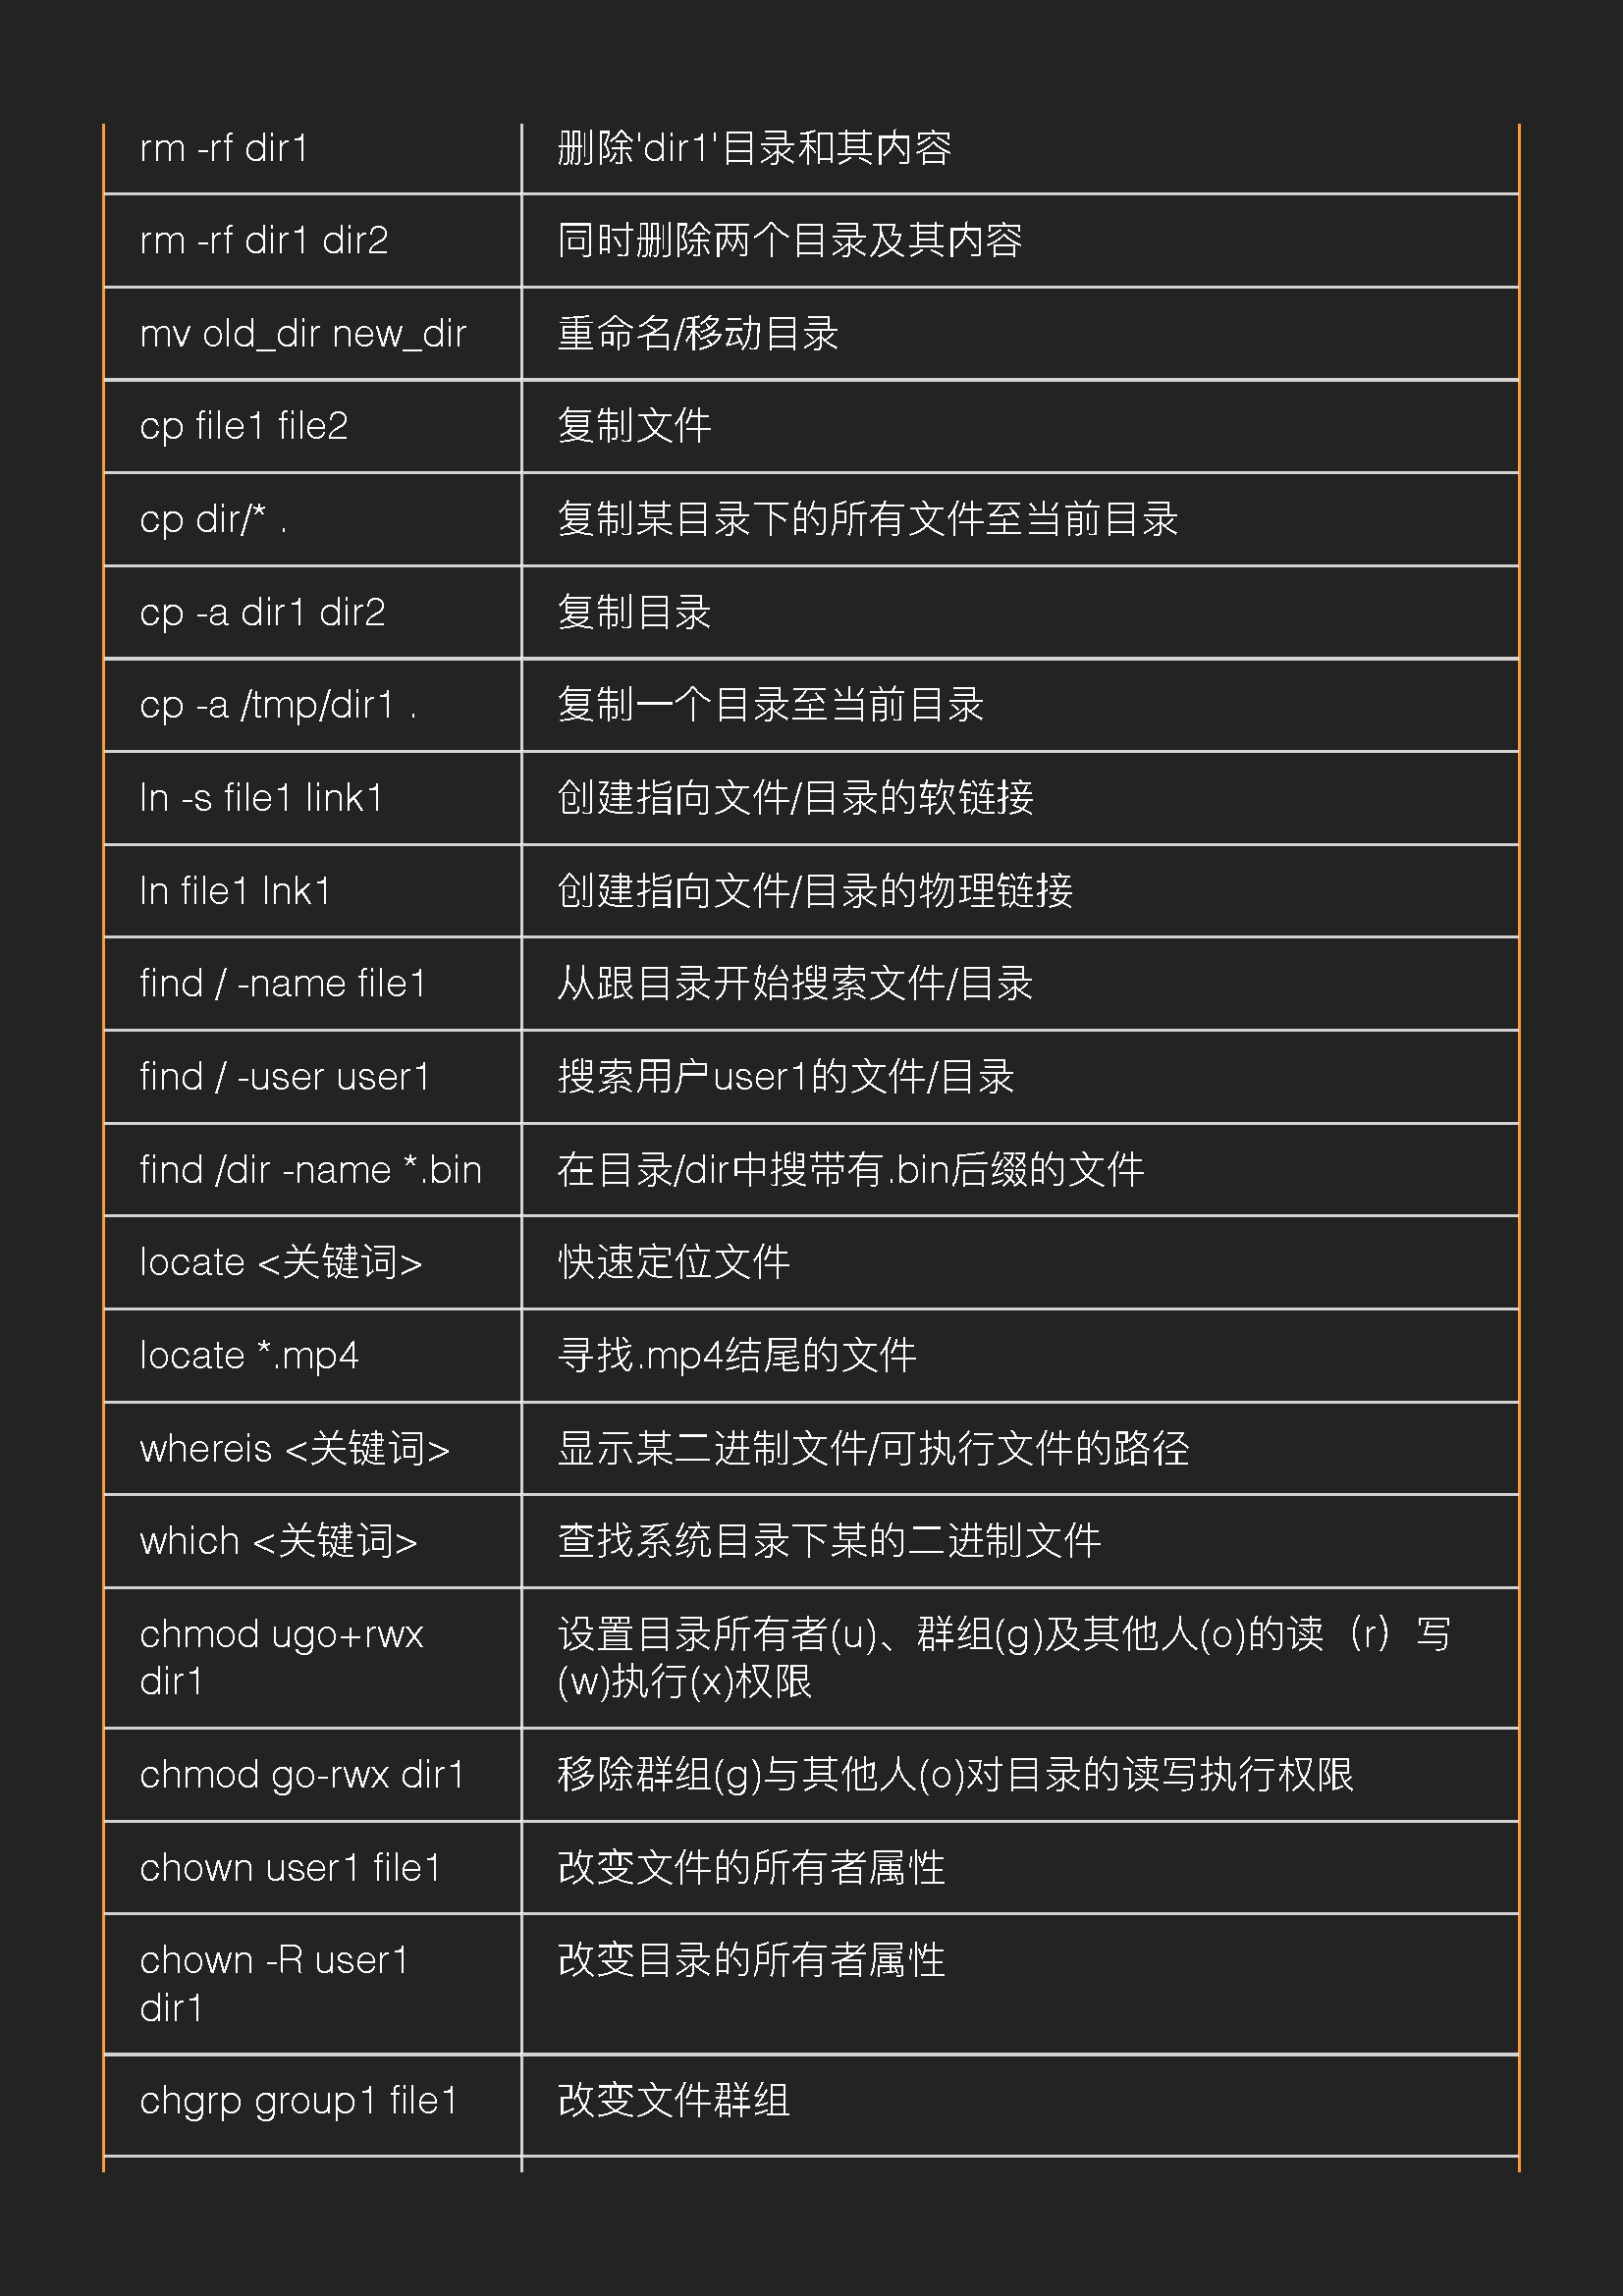 rm -rf dir1 删除'dir1'目录和其内容
rm -rf dir1 dir2 同时删除两个目录及其内容
mv old_dir new_dir 重命名/移动目录
cp file1 file2 复制文件
cp dir/* . 复制某目录下的所有文件至当前目录
cp -a dir1 dir2 复制目录
cp -a /tmp/dir1 . 复制一个目录至当前目录
ln -s file1 link1 创建指向文件/目录的软链接
ln file1 lnk1 创建指向文件/目录的物理链接
find / -name file1 从跟目录开始搜索文件/目录
find / -user user1 搜索用户user1的文件/目录
find /dir -name *.bin 在目录/dir中搜带有.bin后缀的文件
locate <关键词> 快速定位文件
locate *.mp4 寻找.mp4结尾的文件
whereis <关键词> 显示某二进制文件/可执行文件的路径
which <关键词> 查找系统目录下某的二进制文件
chmod ugo+rwx
dir1
设置目录所有者(u)、群组(g)及其他人(o)的读（r）写
(w)执行(x)权限
chmod go-rwx dir1 移除群组(g)与其他人(o)对目录的读写执行权限
chown user1 file1 改变文件的所有者属性
chown -R user1
dir1
改变目录的所有者属性
chgrp group1 file1 改变文件群组